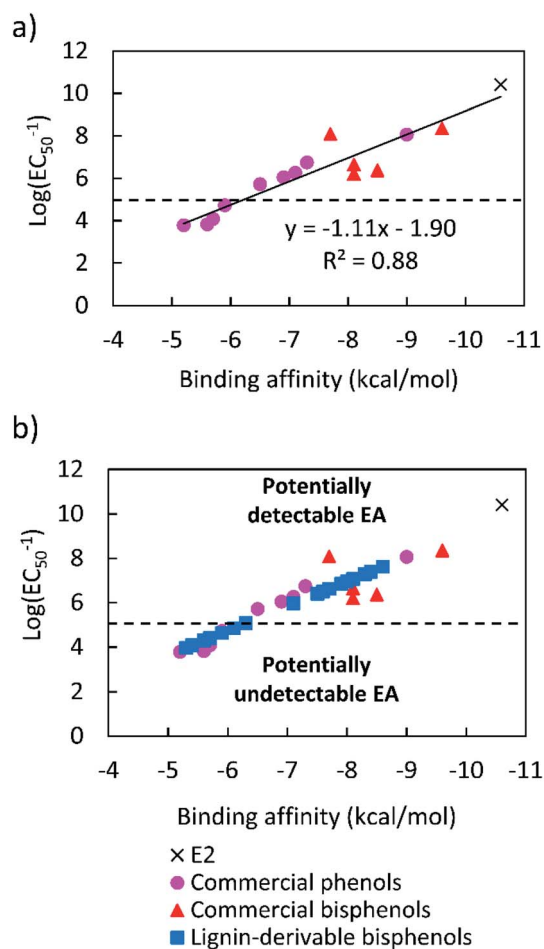 a)
12
10
8
6
4
2
0
Log(EC₅₀⁻¹)
y = -1.11x - 1.90
R² = 0.88
-4 -5 -6 -7 -8 -9 -10 -11
Binding affinity (kcal/mol)
b)
12
10
8
6
4
2
0
Log(EC₅₀⁻¹)
Potentially
detectable EA
Potentially
undetectable EA
-4 -5 -6 -7 -8 -9 -10 -11
Binding affinity (kcal/mol)
E2
Commercial phenols
Commercial bisphenols
Lignin-derivable bisphenols